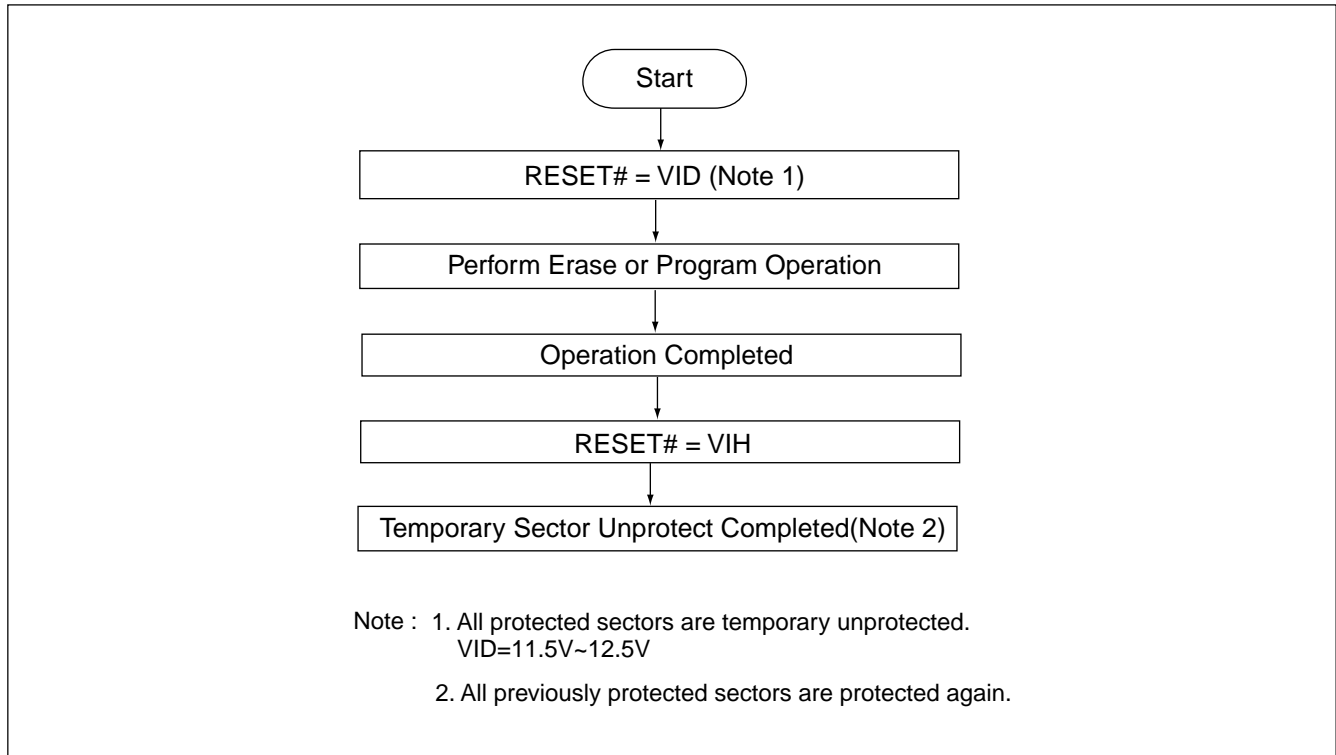 Start
RESET# = VID (Note 1)
Perform Erase or Program Operation
Operation Completed
RESET# = VIH
Temporary Sector Unprotect Completed(Note 2)
Note : 1. All protected sectors are temporary unprotected.
VID=11.5V~12.5V
2. All previously protected sectors are protected again.